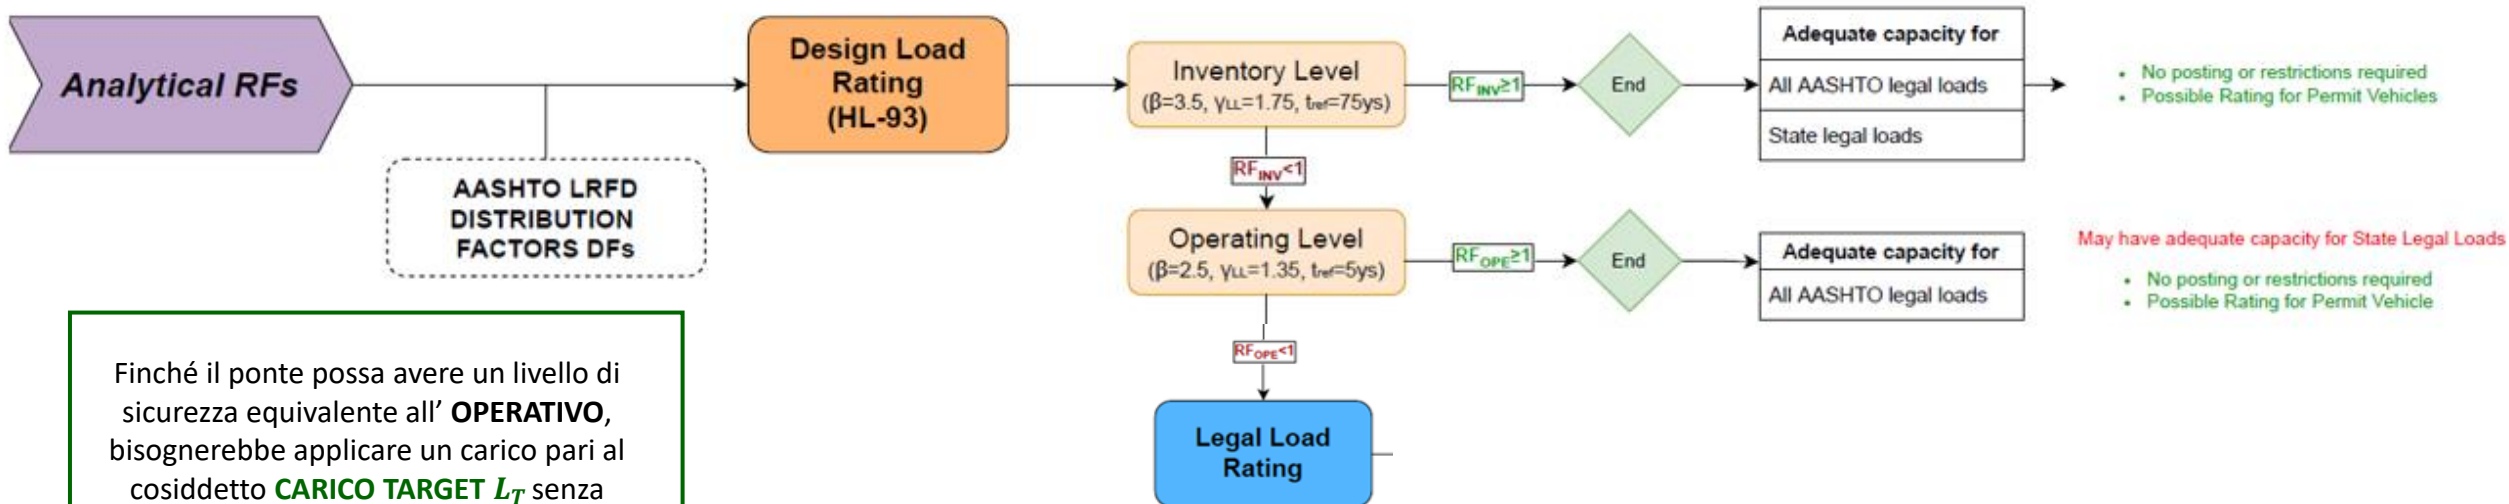 Analytical RFs
AASHTO LRFD
DISTRIBUTION
FACTORS DFs
Design Load
Rating
(HL-93)
Inventory Level
(β=3.5, γLL=1.75, tref=75ys)
RFINV≥1
End
Adequate capacity for
All AASHTO legal loads
State legal loads
• No posting or restrictions required
• Possible Rating for Permit Vehicles
RFINV<1
Operating Level
(β=2.5, γLL=1.35, tref=5ys)
RFOPE≥1
End
Adequate capacity for
All AASHTO legal loads
May have adequate capacity for State Legal Loads
• No posting or restrictions required
• Possible Rating for Permit Vehicle
RFOPE<1
Legal Load
Rating
Finché il ponte possa avere un livello di
sicurezza equivalente all’ OPERATIVO,
bisognerebbe applicare un carico pari al
cosiddetto CARICO TARGET LT senza